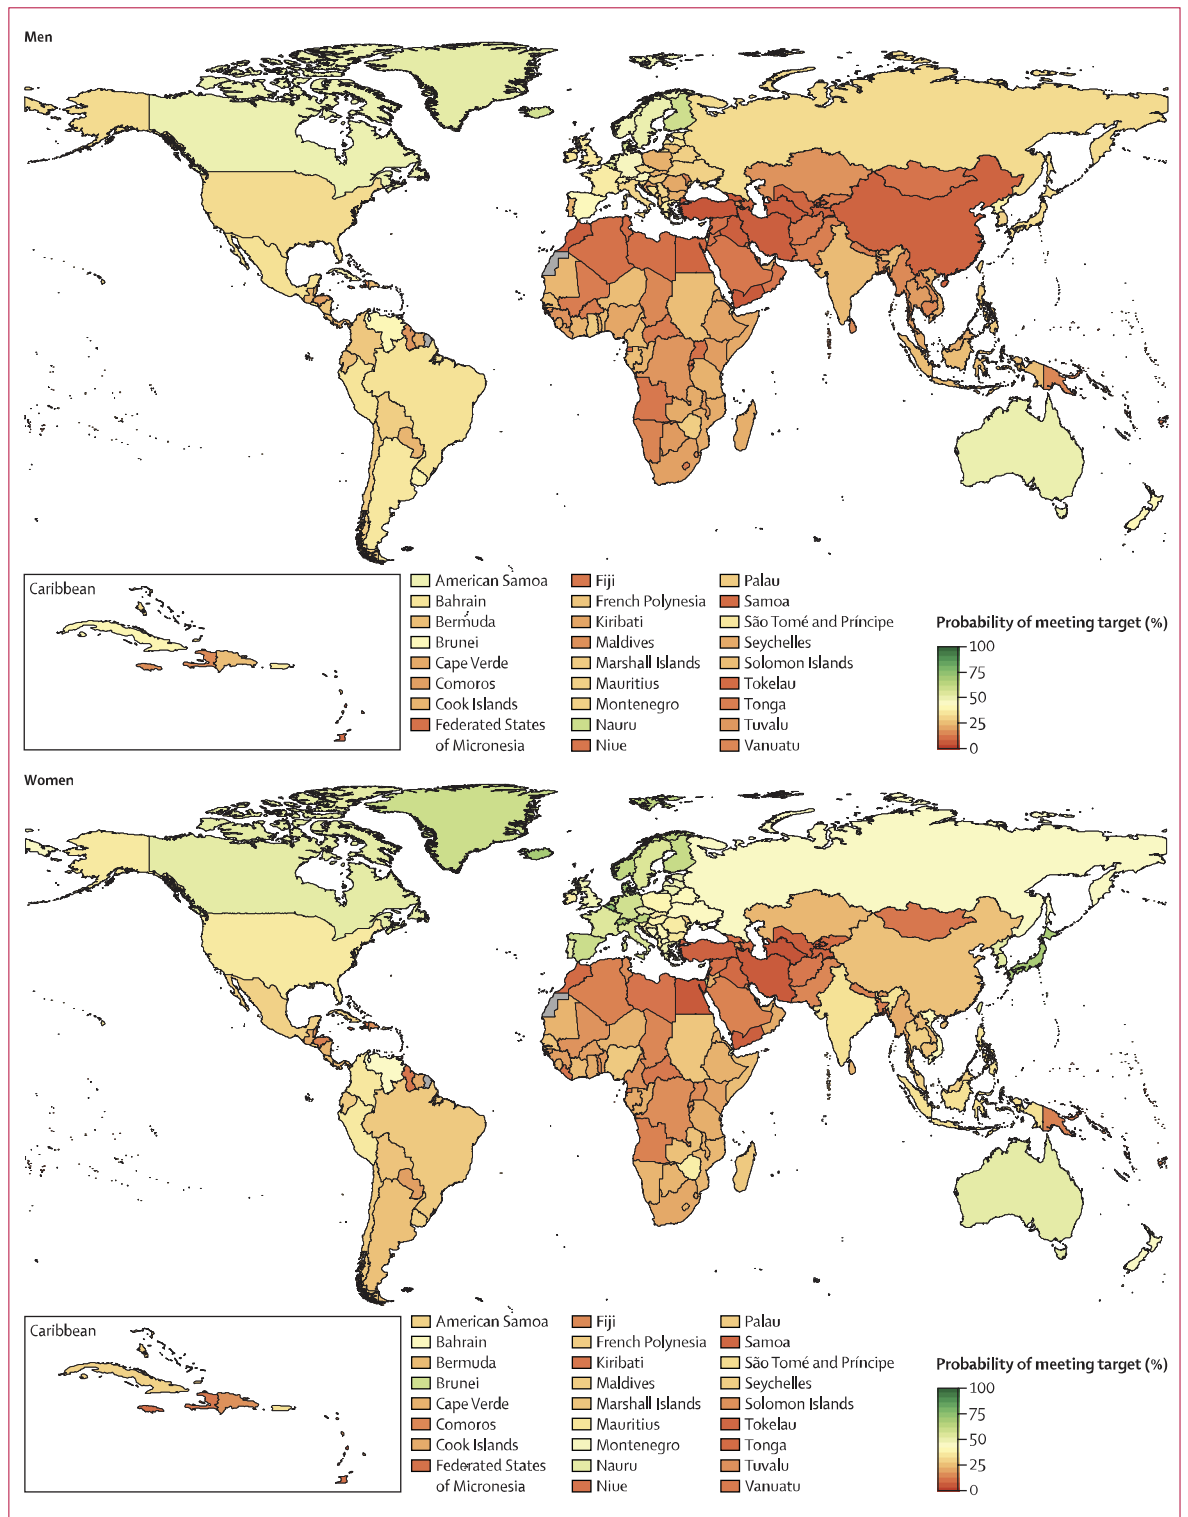 Men
Caribbean
American Samoa
Bahrain
Bermuda
Brunei
Cape Verde
Comoros
Cook Islands
Federated States
of Micronesia
Fiji
French Polynesia
Kiribati
Maldives
Marshall Islands
Mauritius
Montenegro
Nauru
Niue
Palau
Samoa
São Tomé and Príncipe
Seychelles
Solomon Islands
Tokelau
Tonga
Tuvalu
Vanuatu
Probability of meeting target (%)
100
75
50
25
0
Women
Caribbean
American Samoa
Bahrain
Bermuda
Brunei
Cape Verde
Comoros
Cook Islands
Federated States
of Micronesia
Fiji
French Polynesia
Kiribati
Maldives
Marshall Islands
Mauritius
Montenegro
Nauru
Niue
Palau
Samoa
São Tomé and Príncipe
Seychelles
Solomon Islands
Tokelau
Tonga
Tuvalu
Vanuatu
Probability of meeting target (%)
100
75
50
25
0